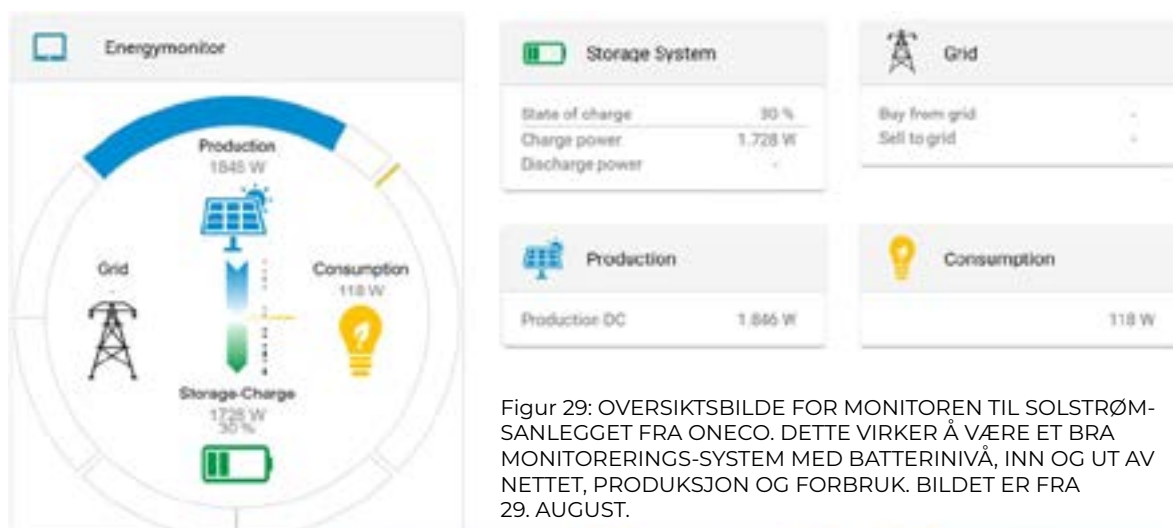 Energymonitor
Production
1846 W
Grid
-
Consumption
118 W
Storage-Charge
1728 W
30 %
Storage System
State of charge 30 %
Charge power 1.728 W
Discharge power -
Grid
Buy from grid -
Sell to grid -
Production
Production DC 1.846 W
Consumption
118 W
Figur 29: OVERSIKTSBILDE FOR MONITOREN TIL SOLSTRØM-
SANLEGGET FRA ONECO. DETTE VIRKER Å VÆRE ET BRA
MONITORERINGS-SYSTEM MED BATTERINIVÅ, INN OG UT AV
NETTET, PRODUKSJON OG FORBRUK. BILDET ER FRA
29. AUGUST.